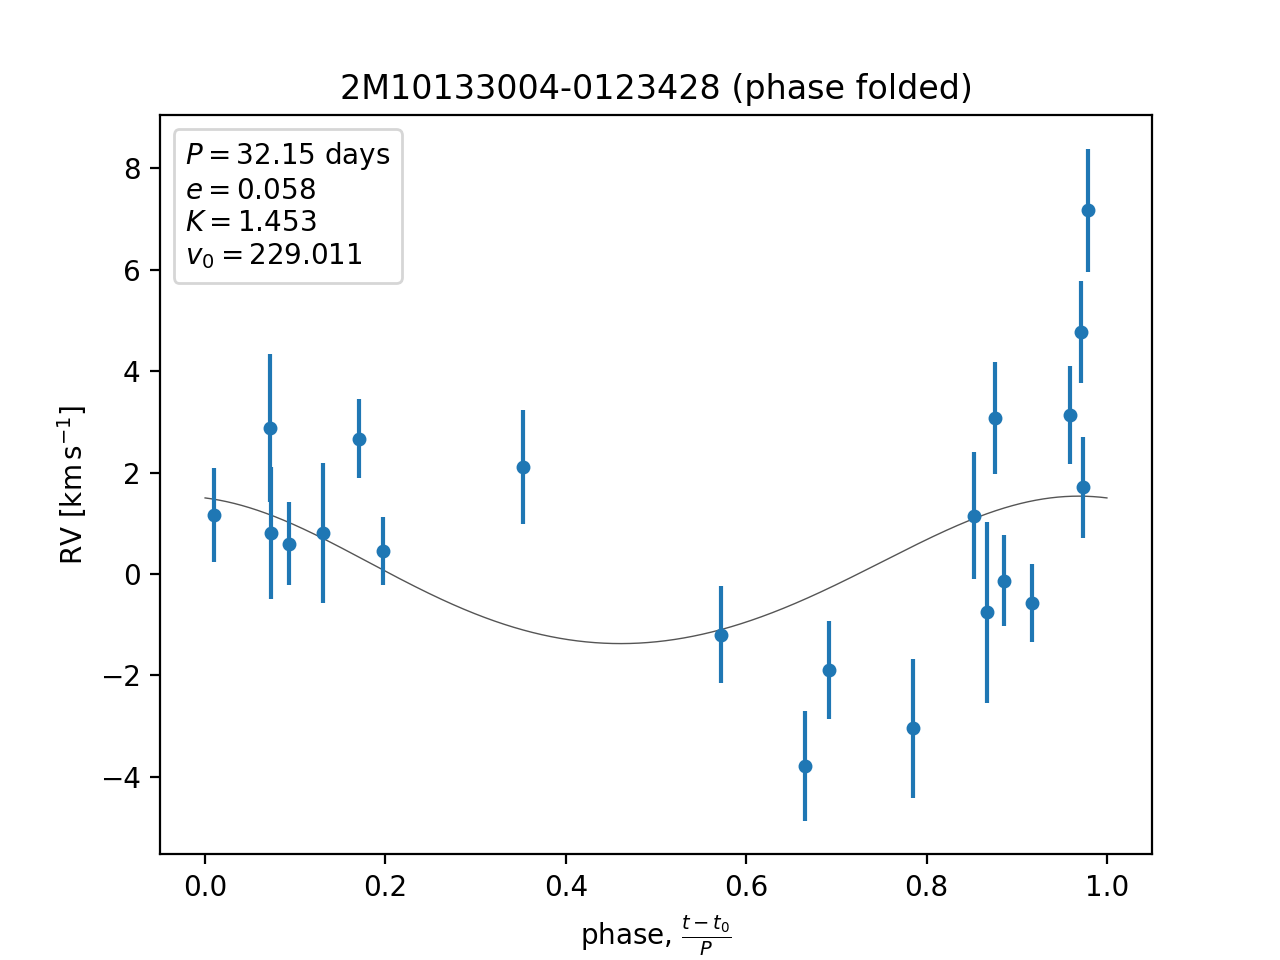 2M10133004-0123428 (phase folded)
P = 32.15 days
e = 0.058
K = 1.453
v₀ = 229.011
8
6
4
2
0
−2
−4
RV [km s⁻¹]
0.0 0.2 0.4 0.6 0.8 1.0
phase, (t − t₀)/P